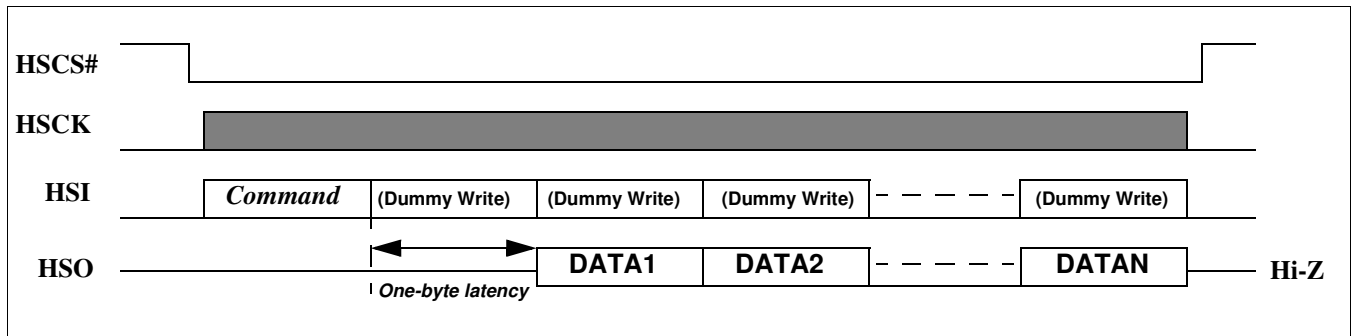 HSCS#
HSCK
HSI Command (Dummy Write) (Dummy Write) (Dummy Write) (Dummy Write)
HSO DATA1 DATA2 DATAN Hi-Z
One-byte latency